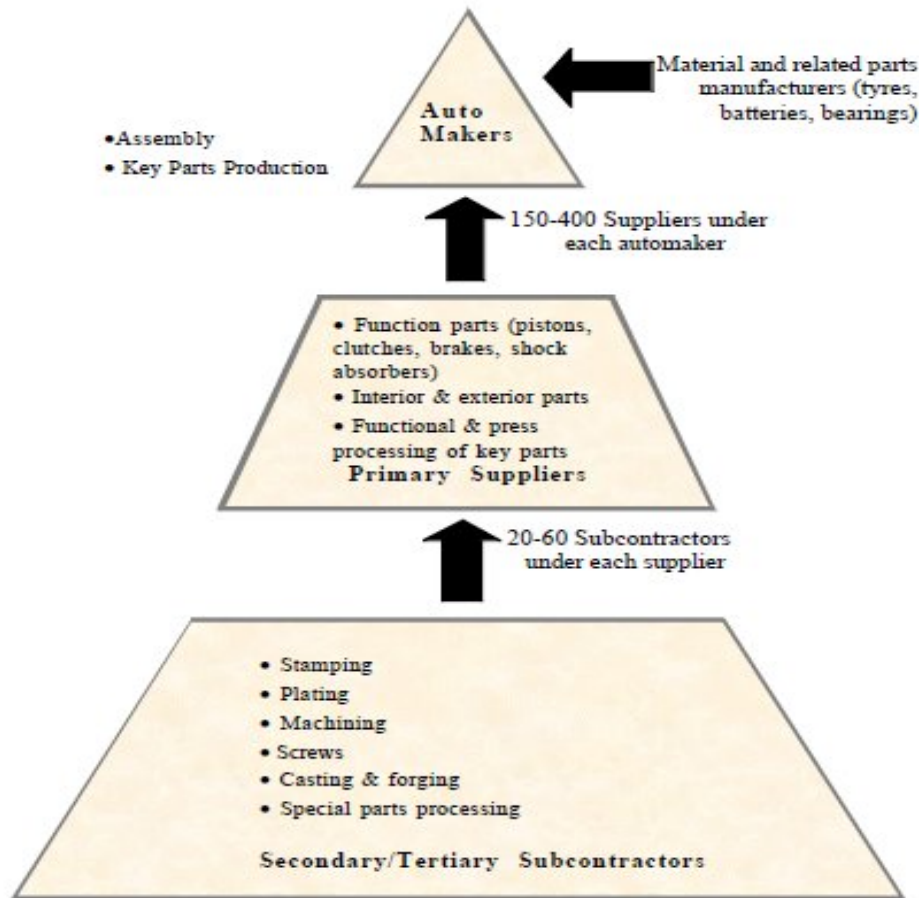 Auto
Makers
Material and related parts
manufacturers (tyres,
batteries, bearings)
•Assembly
• Key Parts Production
150-400 Suppliers under
each automaker
• Function parts (pistons,
clutches, brakes, shock
absorbers)
• Interior & exterior parts
• Functional & press
processing of key parts
Primary Suppliers
20-60 Subcontractors
under each supplier
• Stamping
• Plating
• Machining
• Screws
• Casting & forging
• Special parts processing
Secondary/Tertiary Subcontractors